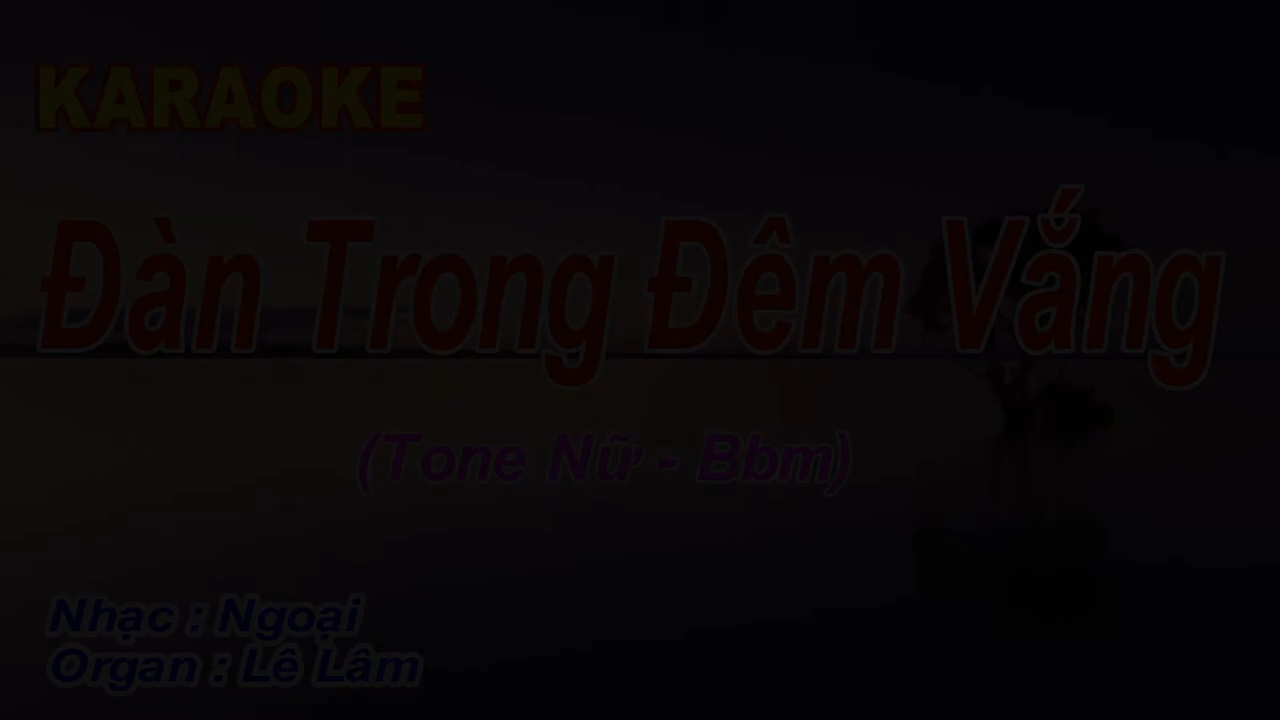 KARAOKE
Đàn Trong Đêm Vắng
(Tone Nữ - Bbm)
Nhạc : Ngoại
Organ : Lê Lâm